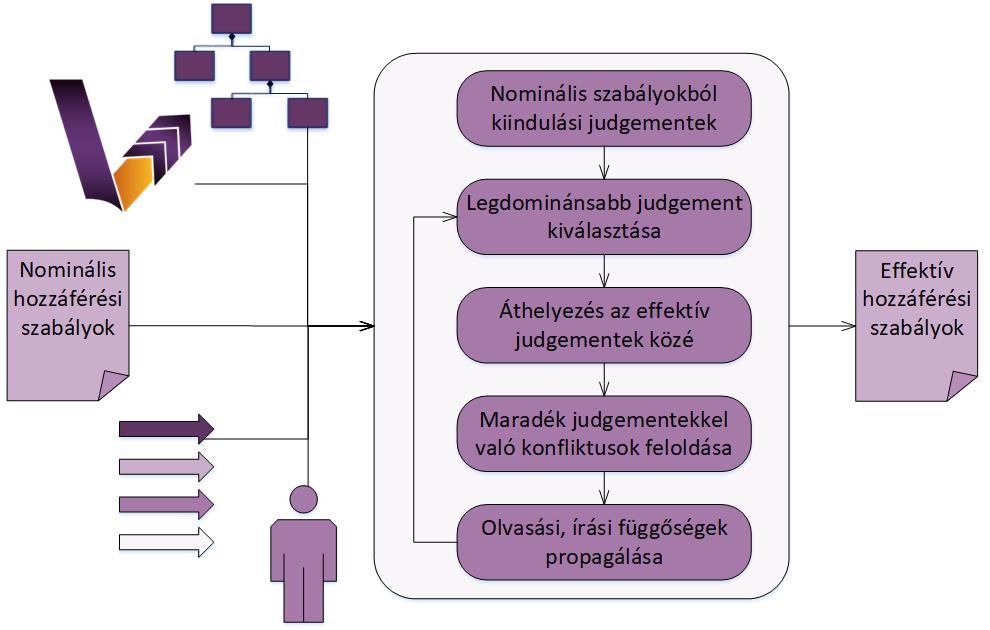 Nominális
hozzáférési
szabályok
Nominális szabályokból
kiindulási judgementek
Legdominánsabb judgement
kiválasztása
Áthelyezés az effektív
judgementek közé
Maradék judgementekkel
való konfliktusok feloldása
Olvasási, írási függőségek
propagálása
Effektív
hozzáférési
szabályok